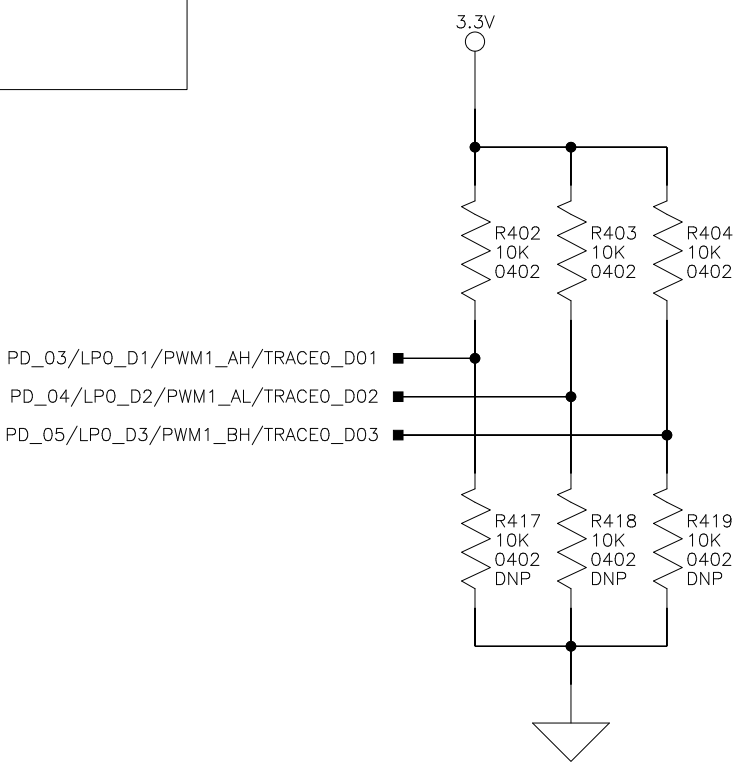 3.3V
R402
10K
0402
R403
10K
0402
R404
10K
0402
PD_03/LP0_D1/PWM1_AH/TRACE0_D01
PD_04/LP0_D2/PWM1_AL/TRACE0_D02
PD_05/LP0_D3/PWM1_BH/TRACE0_D03
R417
10K
0402
DNP
R418
10K
0402
DNP
R419
10K
0402
DNP